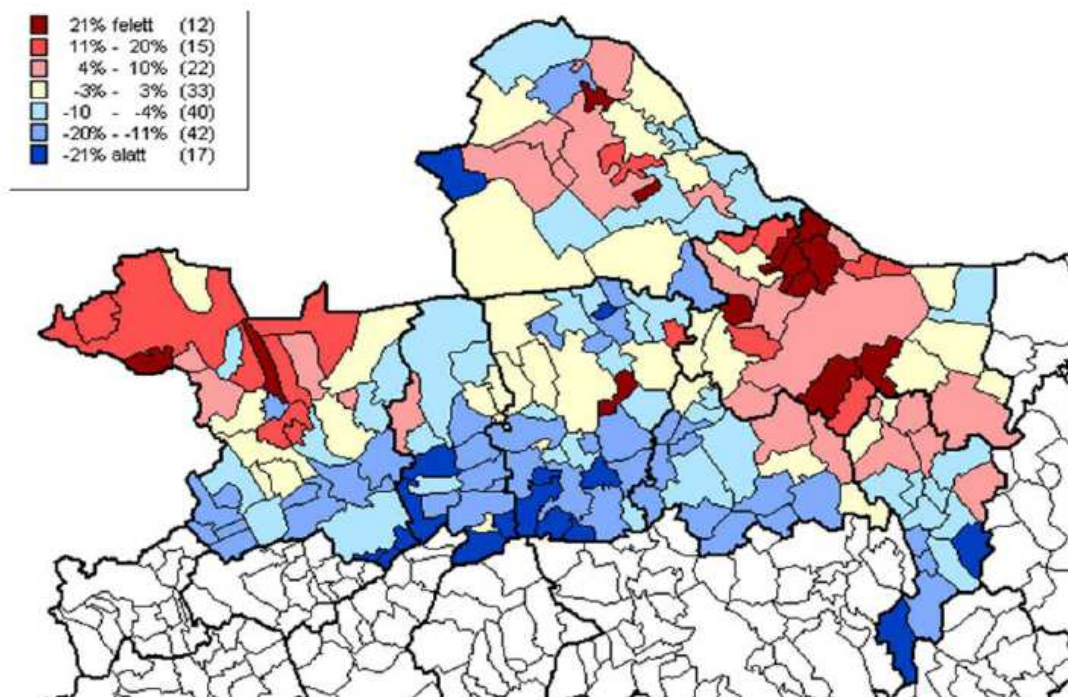 21% felett (12)
11% - 20% (15)
4% - 10% (22)
-3% - 3% (33)
-10 - -4% (40)
-20% - -11% (42)
-21% alatt (17)